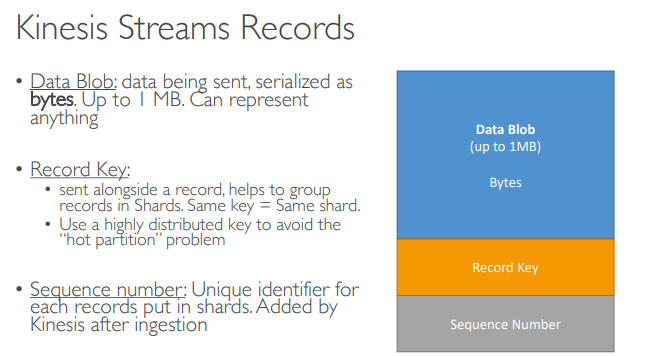 Kinesis Streams Records
• Data Blob: data being sent, serialized as
bytes. Up to 1 MB. Can represent
anything
• Record Key:
• sent alongside a record, helps to group
records in Shards. Same key = Same shard.
• Use a highly distributed key to avoid the
“hot partition” problem
• Sequence number: Unique identifier for
each records put in shards. Added by
Kinesis after ingestion
Data Blob
(up to 1MB)
Bytes
Record Key
Sequence Number